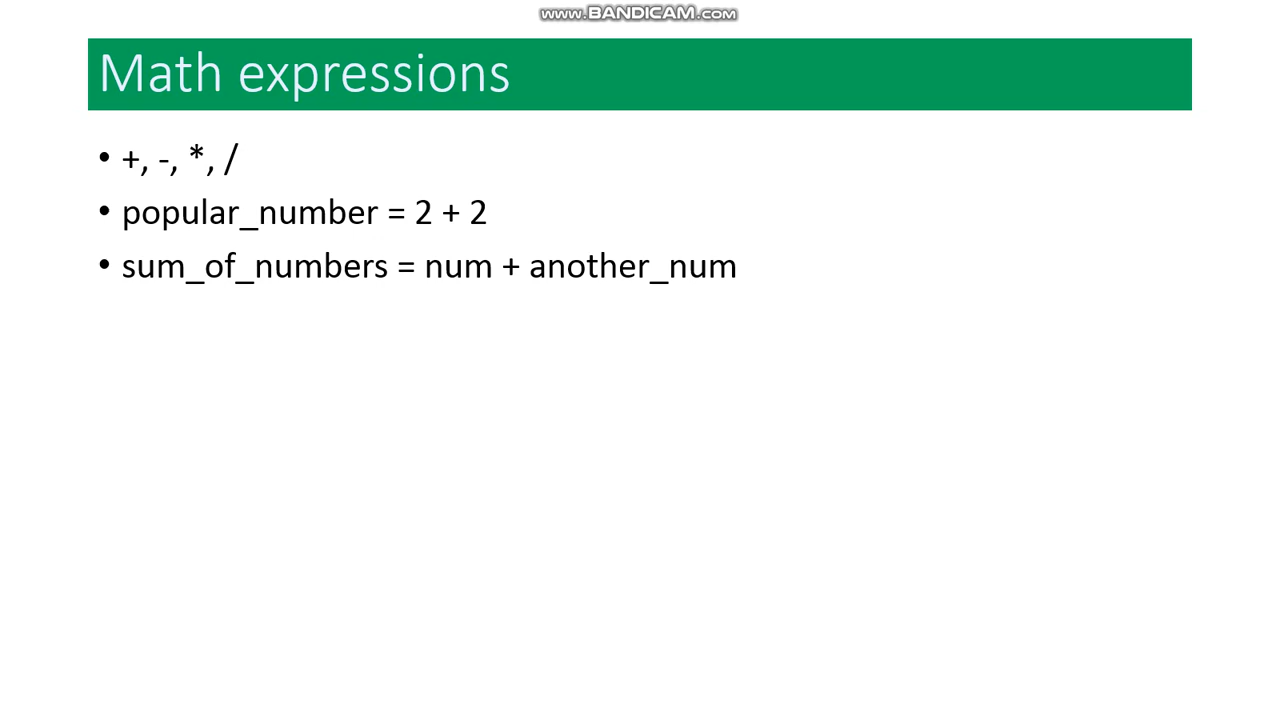 www.BANDICAM.com
Math expressions
• +, -, *, /
• popular_number = 2 + 2
• sum_of_numbers = num + another_num